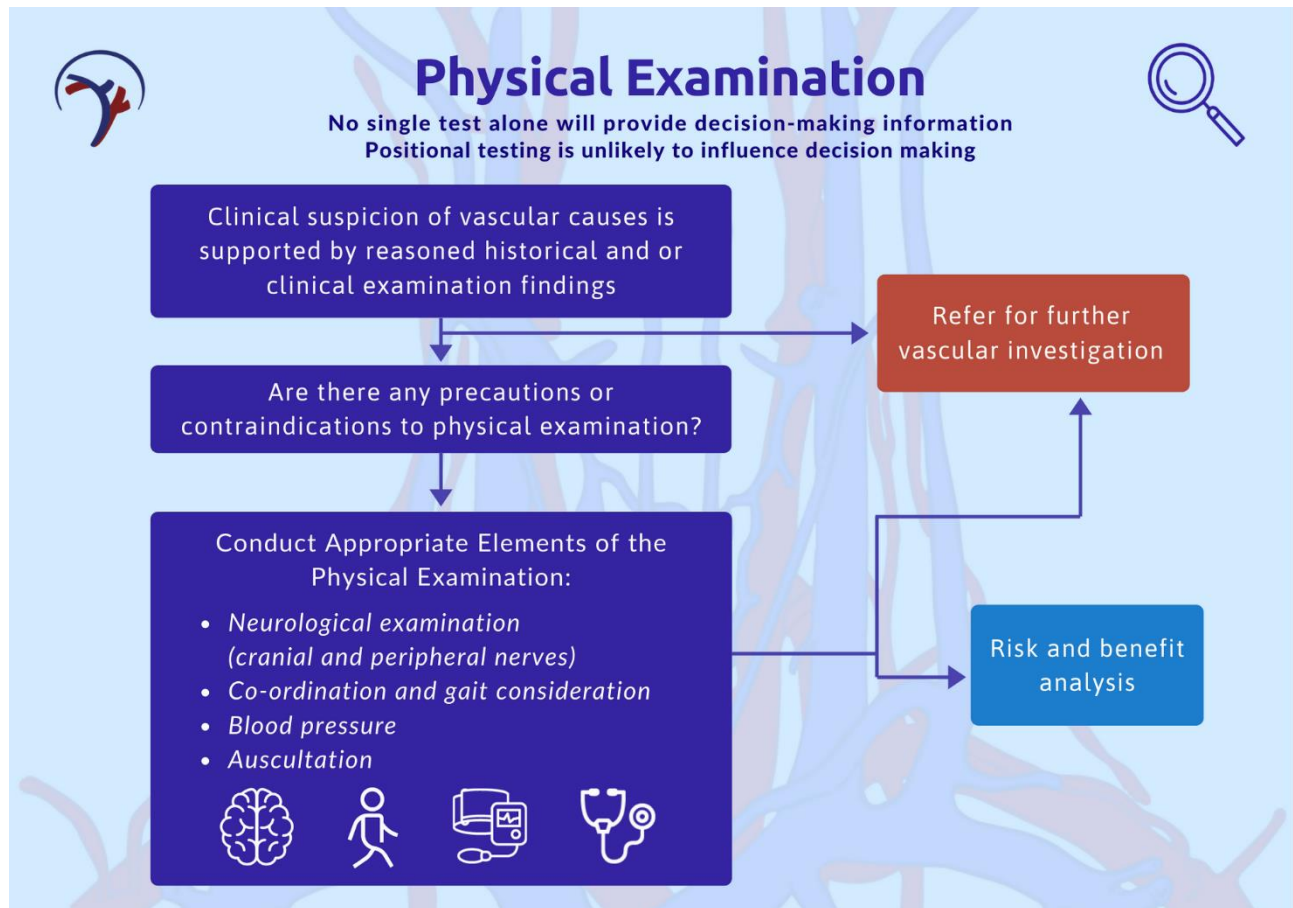 Physical Examination
No single test alone will provide decision-making information
Positional testing is unlikely to influence decision making
Clinical suspicion of vascular causes is
supported by reasoned historical and or
clinical examination findings
Refer for further
vascular investigation
Are there any precautions or
contraindications to physical examination?
Conduct Appropriate Elements of the
Physical Examination:
• Neurological examination
(cranial and peripheral nerves)
• Co-ordination and gait consideration
• Blood pressure
• Auscultation
Risk and benefit
analysis